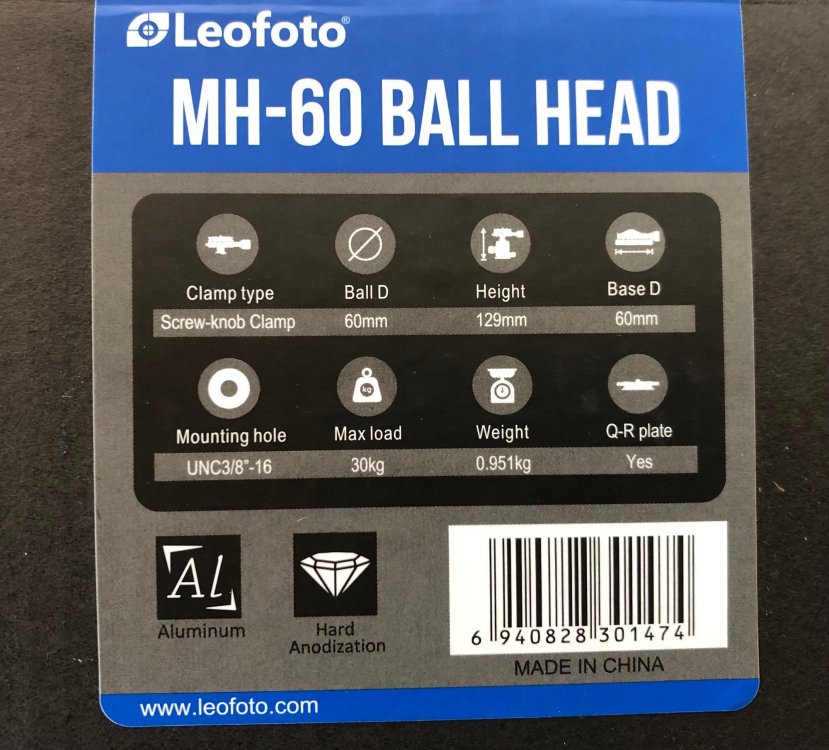 Leofoto®
MH-60 BALL HEAD
Clamp type Ball D Height Base D
Screw-knob Clamp 60mm 129mm 60mm
kg
Mounting hole Max load Weight Q-R plate
UNC3/8"-16 30kg 0.951kg Yes
Al
Aluminum
Hard
Anodization
6 940828 301474
MADE IN CHINA
www.leofoto.com